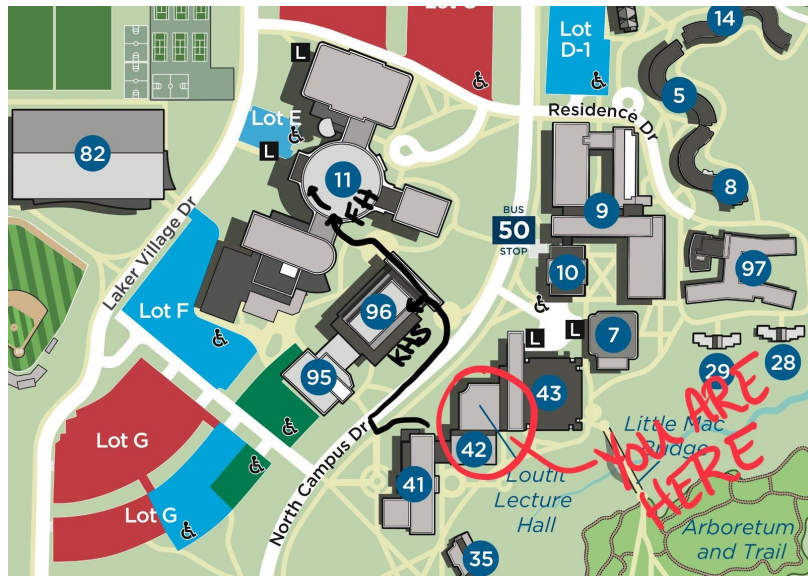 Lot G
14
Lot
D-1
5
Residence Dr
L
Lot E
L
82
11
FH
8
BUS
50
STOP
9
Laker Village Dr
10
97
Lot F
96
KHS
L
L
7
95
29
28
43
Lot G
North Campus Dr
42
YOU ARE
HERE
Little Mac
Bridge
Loutit
Lecture
Hall
41
Lot G
Arboretum
and Trail
35